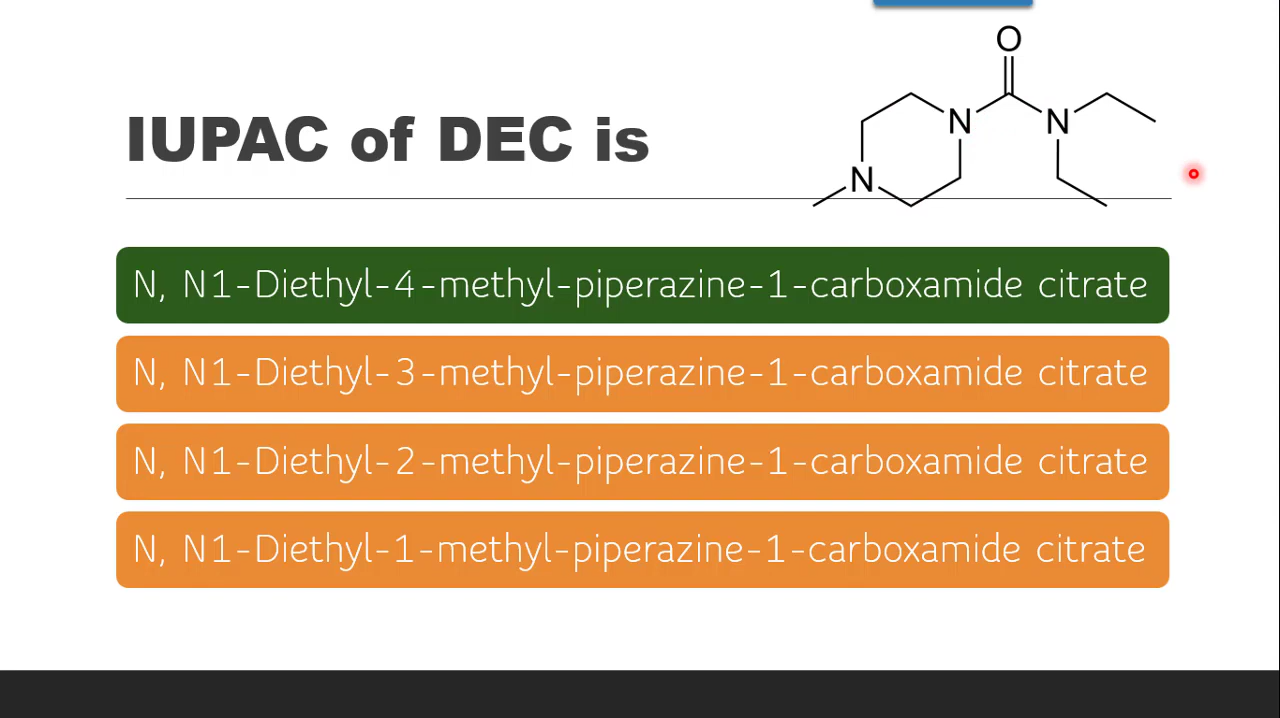 O
N
N
N
IUPAC of DEC is
N, N1-Diethyl-4-methyl-piperazine-1-carboxamide citrate
N, N1-Diethyl-3-methyl-piperazine-1-carboxamide citrate
N, N1-Diethyl-2-methyl-piperazine-1-carboxamide citrate
N, N1-Diethyl-1-methyl-piperazine-1-carboxamide citrate